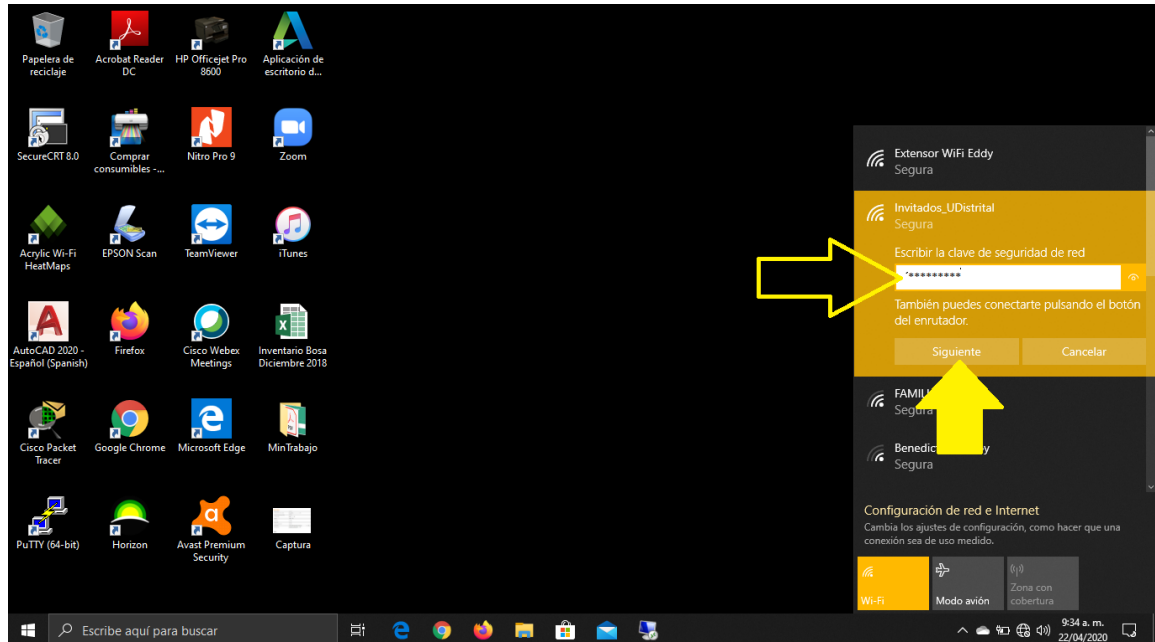 Papelera de
reciclaje
Acrobat Reader
DC
HP Officejet Pro
8600
Aplicación de
escritorio d...
SecureCRT 8.0
Comprar
consumibles -...
Nitro Pro 9
Zoom
Acrylic Wi-Fi
HeatMaps
EPSON Scan
TeamViewer
iTunes
AutoCAD 2020 -
Español (Spanish)
Firefox
Cisco Webex
Meetings
Inventario Bosa
Diciembre 2018
Cisco Packet
Tracer
Google Chrome
Microsoft Edge
MinTrabajo
PuTTY (64-bit)
Horizon
Avast Premium
Security
Captura
Extensor WiFi Eddy
Segura
Invitados_UDistrital
Segura
Escribir la clave de seguridad de red
*********
También puedes conectarte pulsando el botón
del enrutador.
Siguiente
Cancelar
Segura
Segura
Configuración de red e Internet
Cambia los ajustes de configuración, como hacer que una
conexión sea de uso medido.
Wi-Fi
Modo avión
Zona con
cobertura
Escribe aquí para buscar
9:34 a. m.
22/04/2020